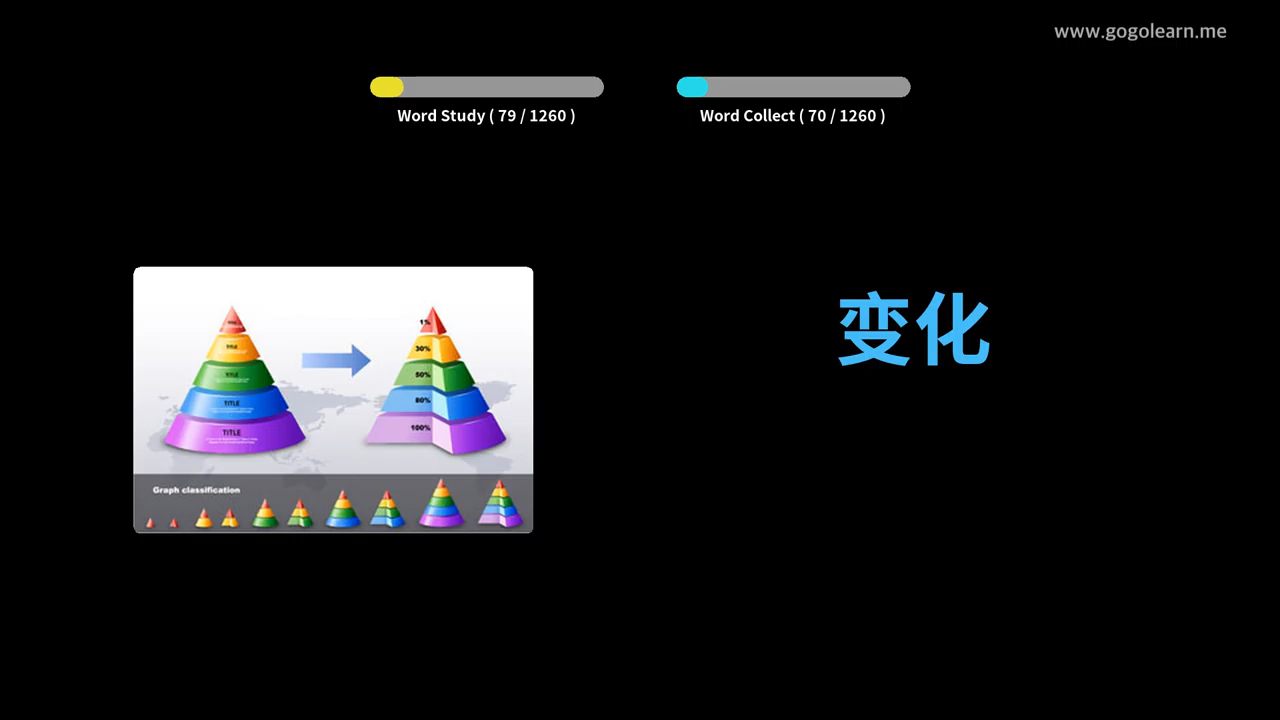 www.gogolearn.me
Word Study ( 79 / 1260 )
Word Collect ( 70 / 1260 )
变化
1%
TITLE
30%
TITLE
50%
TITLE
80%
TITLE
100%
Graph classification